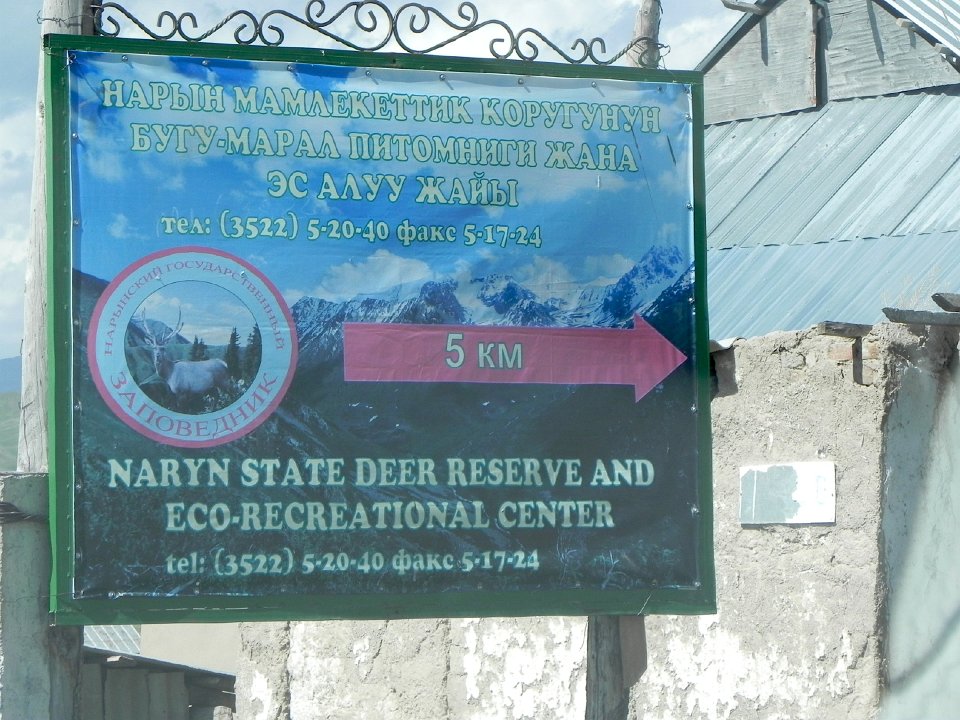 НАРЫН МАМЛЕКЕТТИК КОРУГУНУН
БУГУ-МАРАЛ ПИТОМНИГИ ЖАНА
ЭС АЛУУ ЖАЙЫ
тел: (3522) 5-20-40 факс 5-17-24
НАРЫНСКИЙ ГОСУДАРСТВЕННЫЙ
ЗАПОВЕДНИК
5 км
NARYN STATE DEER RESERVE AND
ECO-RECREATIONAL CENTER
tel: (3522) 5-20-40 факс 5-17-24